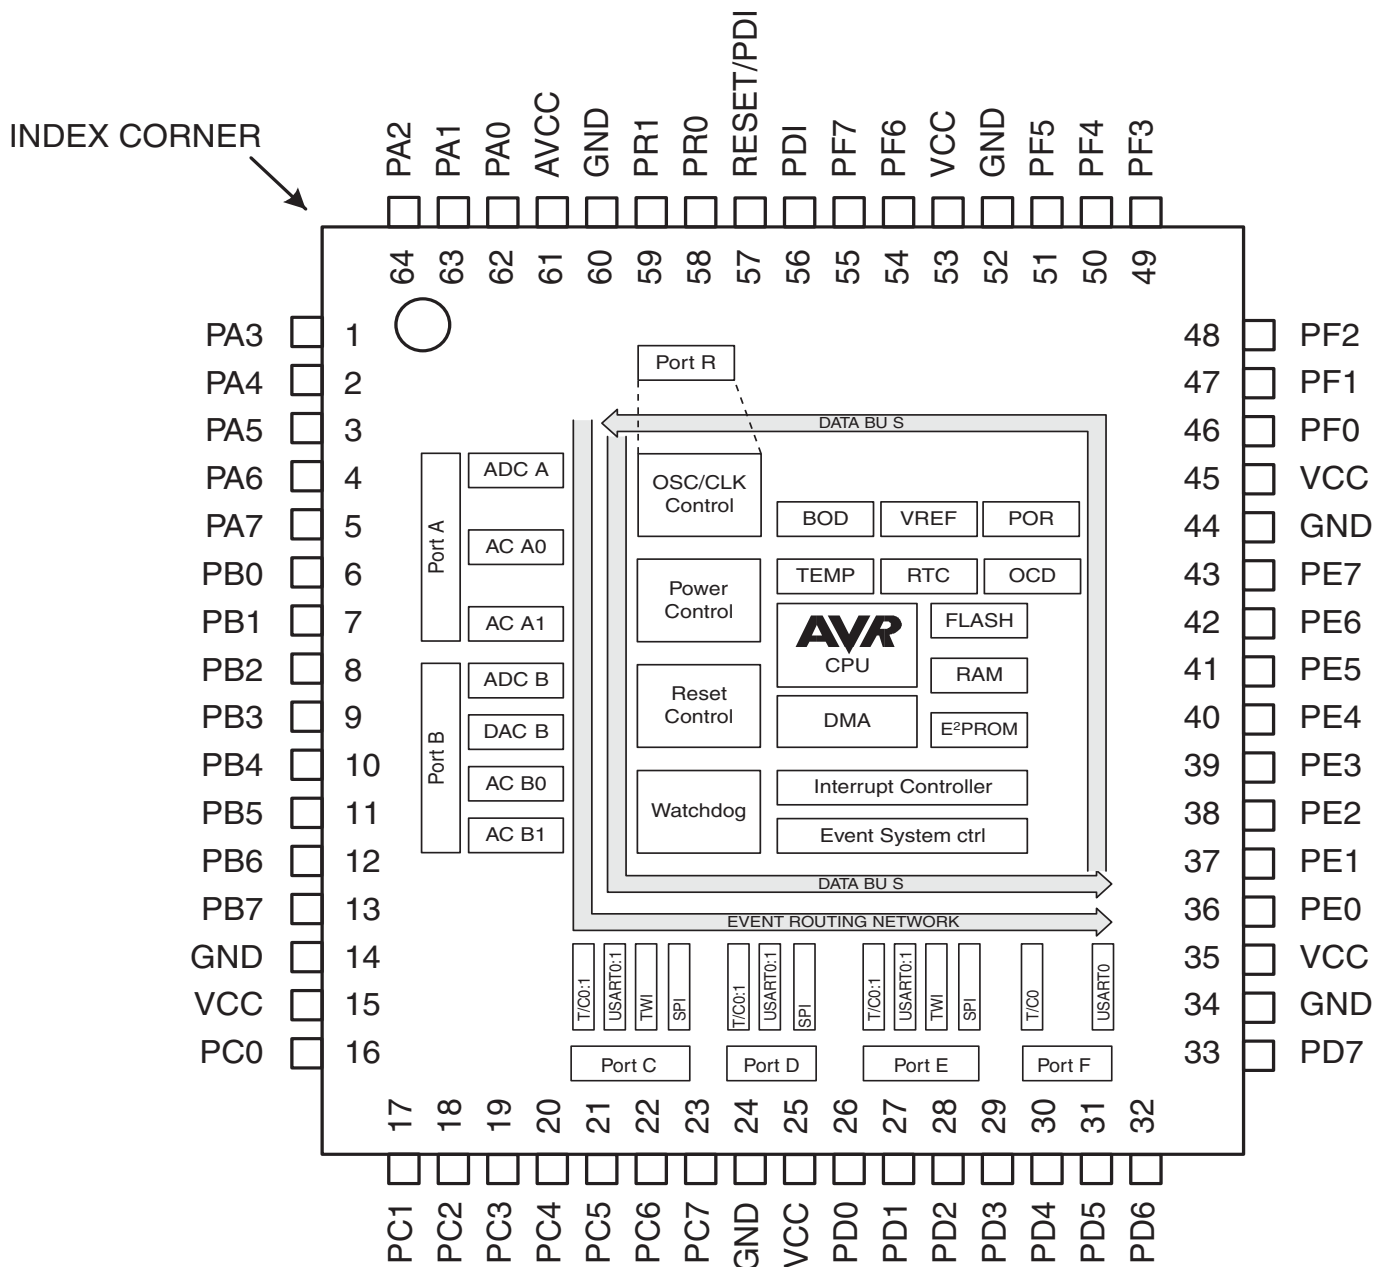 INDEX CORNER
PA2
PA1
PA0
AVCC
GND
PR1
PR0
RESET/PDI
PDI
PF7
PF6
VCC
GND
PF5
PF4
PF3
64
63
62
61
60
59
58
57
56
55
54
53
52
51
50
49
PA3 1
PA4 2
PA5 3
PA6 4
PA7 5
PB0 6
PB1 7
PB2 8
PB3 9
PB4 10
PB5 11
PB6 12
PB7 13
GND 14
VCC 15
PC0 16
48 PF2
47 PF1
46 PF0
45 VCC
44 GND
43 PE7
42 PE6
41 PE5
40 PE4
39 PE3
38 PE2
37 PE1
36 PE0
35 VCC
34 GND
33 PD7
Port R
DATA BU S
Port A
ADC A
AC A0
AC A1
Port B
ADC B
DAC B
AC B0
AC B1
OSC/CLK
Control
Power
Control
Reset
Control
Watchdog
BOD
VREF
POR
TEMP
RTC
OCD
AVR
CPU
FLASH
RAM
DMA
E²PROM
Interrupt Controller
Event System ctrl
DATA BU S
EVENT ROUTING NETWORK
T/C0:1
USART0:1
TWI
SPI
T/C0:1
USART0:1
SPI
T/C0:1
USART0:1
TWI
SPI
T/C0
USART0
Port C
Port D
Port E
Port F
17
18
19
20
21
22
23
24
25
26
27
28
29
30
31
32
PC1
PC2
PC3
PC4
PC5
PC6
PC7
GND
VCC
PD0
PD1
PD2
PD3
PD4
PD5
PD6